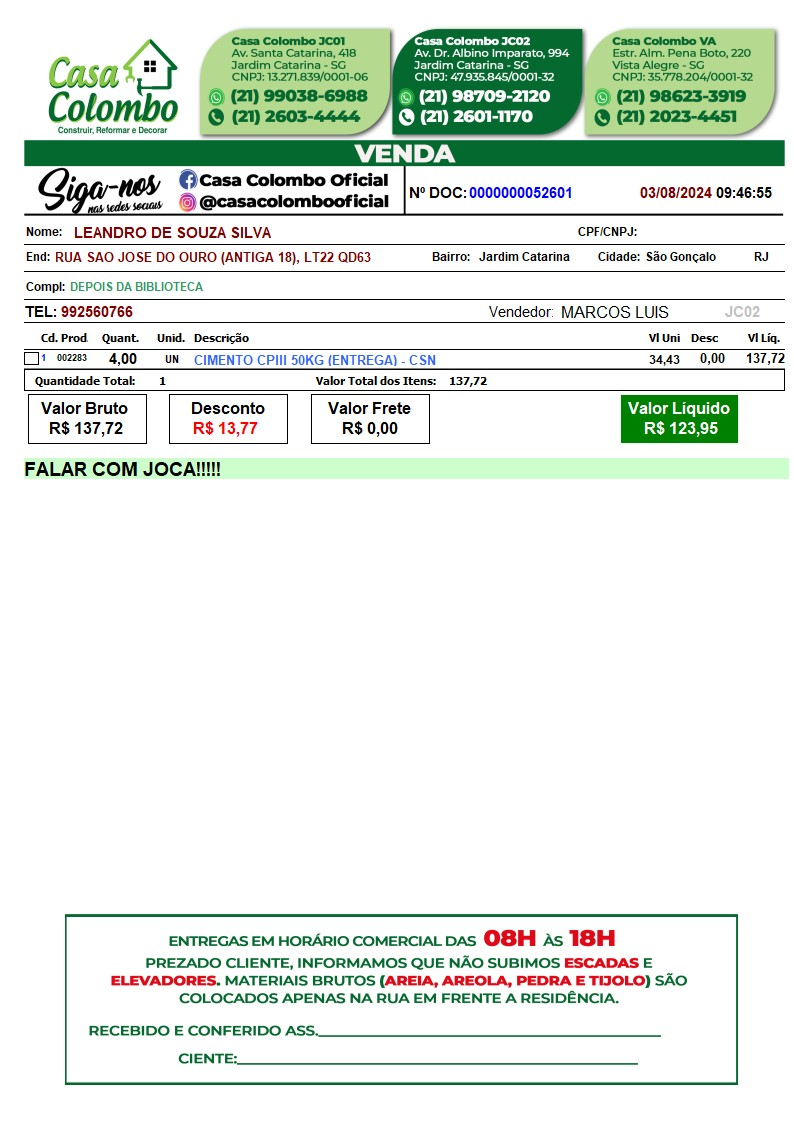 Casa
Colombo
Construir, Reformar e Decorar
Casa Colombo JC01
Av. Santa Catarina, 418
Jardim Catarina - SG
CNPJ: 13.271.839/0001-06
(21) 99038-6988
(21) 2603-4444
Casa Colombo JC02
Av. Dr. Albino Imparato, 994
Jardim Catarina - SG
CNPJ: 47.935.845/0001-32
(21) 98709-2120
(21) 2601-1170
Casa Colombo VA
Estr. Alm. Pena Boto, 220
Vista Alegre - SG
CNPJ: 35.778.204/0001-32
(21) 98623-3919
(21) 2023-4451
VENDA
Siga-nos
nas redes sociais
Casa Colombo Oficial
@casacolombooficial
Nº DOC: 0000000052601 03/08/2024 09:46:55
Nome: LEANDRO DE SOUZA SILVA CPF/CNPJ:
End: RUA SAO JOSE DO OURO (ANTIGA 18), LT22 QD63 Bairro: Jardim Catarina Cidade: São Gonçalo RJ
Compl: DEPOIS DA BIBLIOTECA
TEL: 992560766 Vendedor: MARCOS LUIS JC02
Cd. Prod. Quant. Unid. Descrição Vl Uni Desc Vl Líq.
1 002283 4,00 UN CIMENTO CPIII 50KG (ENTREGA) - CSN 34,43 0,00 137,72
Quantidade Total: 1 Valor Total dos Itens: 137,72
Valor Bruto
R$ 137,72
Desconto
R$ 13,77
Valor Frete
R$ 0,00
Valor Líquido
R$ 123,95
FALAR COM JOCA!!!!!
ENTREGAS EM HORÁRIO COMERCIAL DAS 08H ÀS 18H
PREZADO CLIENTE, INFORMAMOS QUE NÃO SUBIMOS ESCADAS E
ELEVADORES. MATERIAIS BRUTOS (AREIA, AREOLA, PEDRA E TIJOLO) SÃO
COLOCADOS APENAS NA RUA EM FRENTE A RESIDÊNCIA.
RECEBIDO E CONFERIDO ASS.
CIENTE: